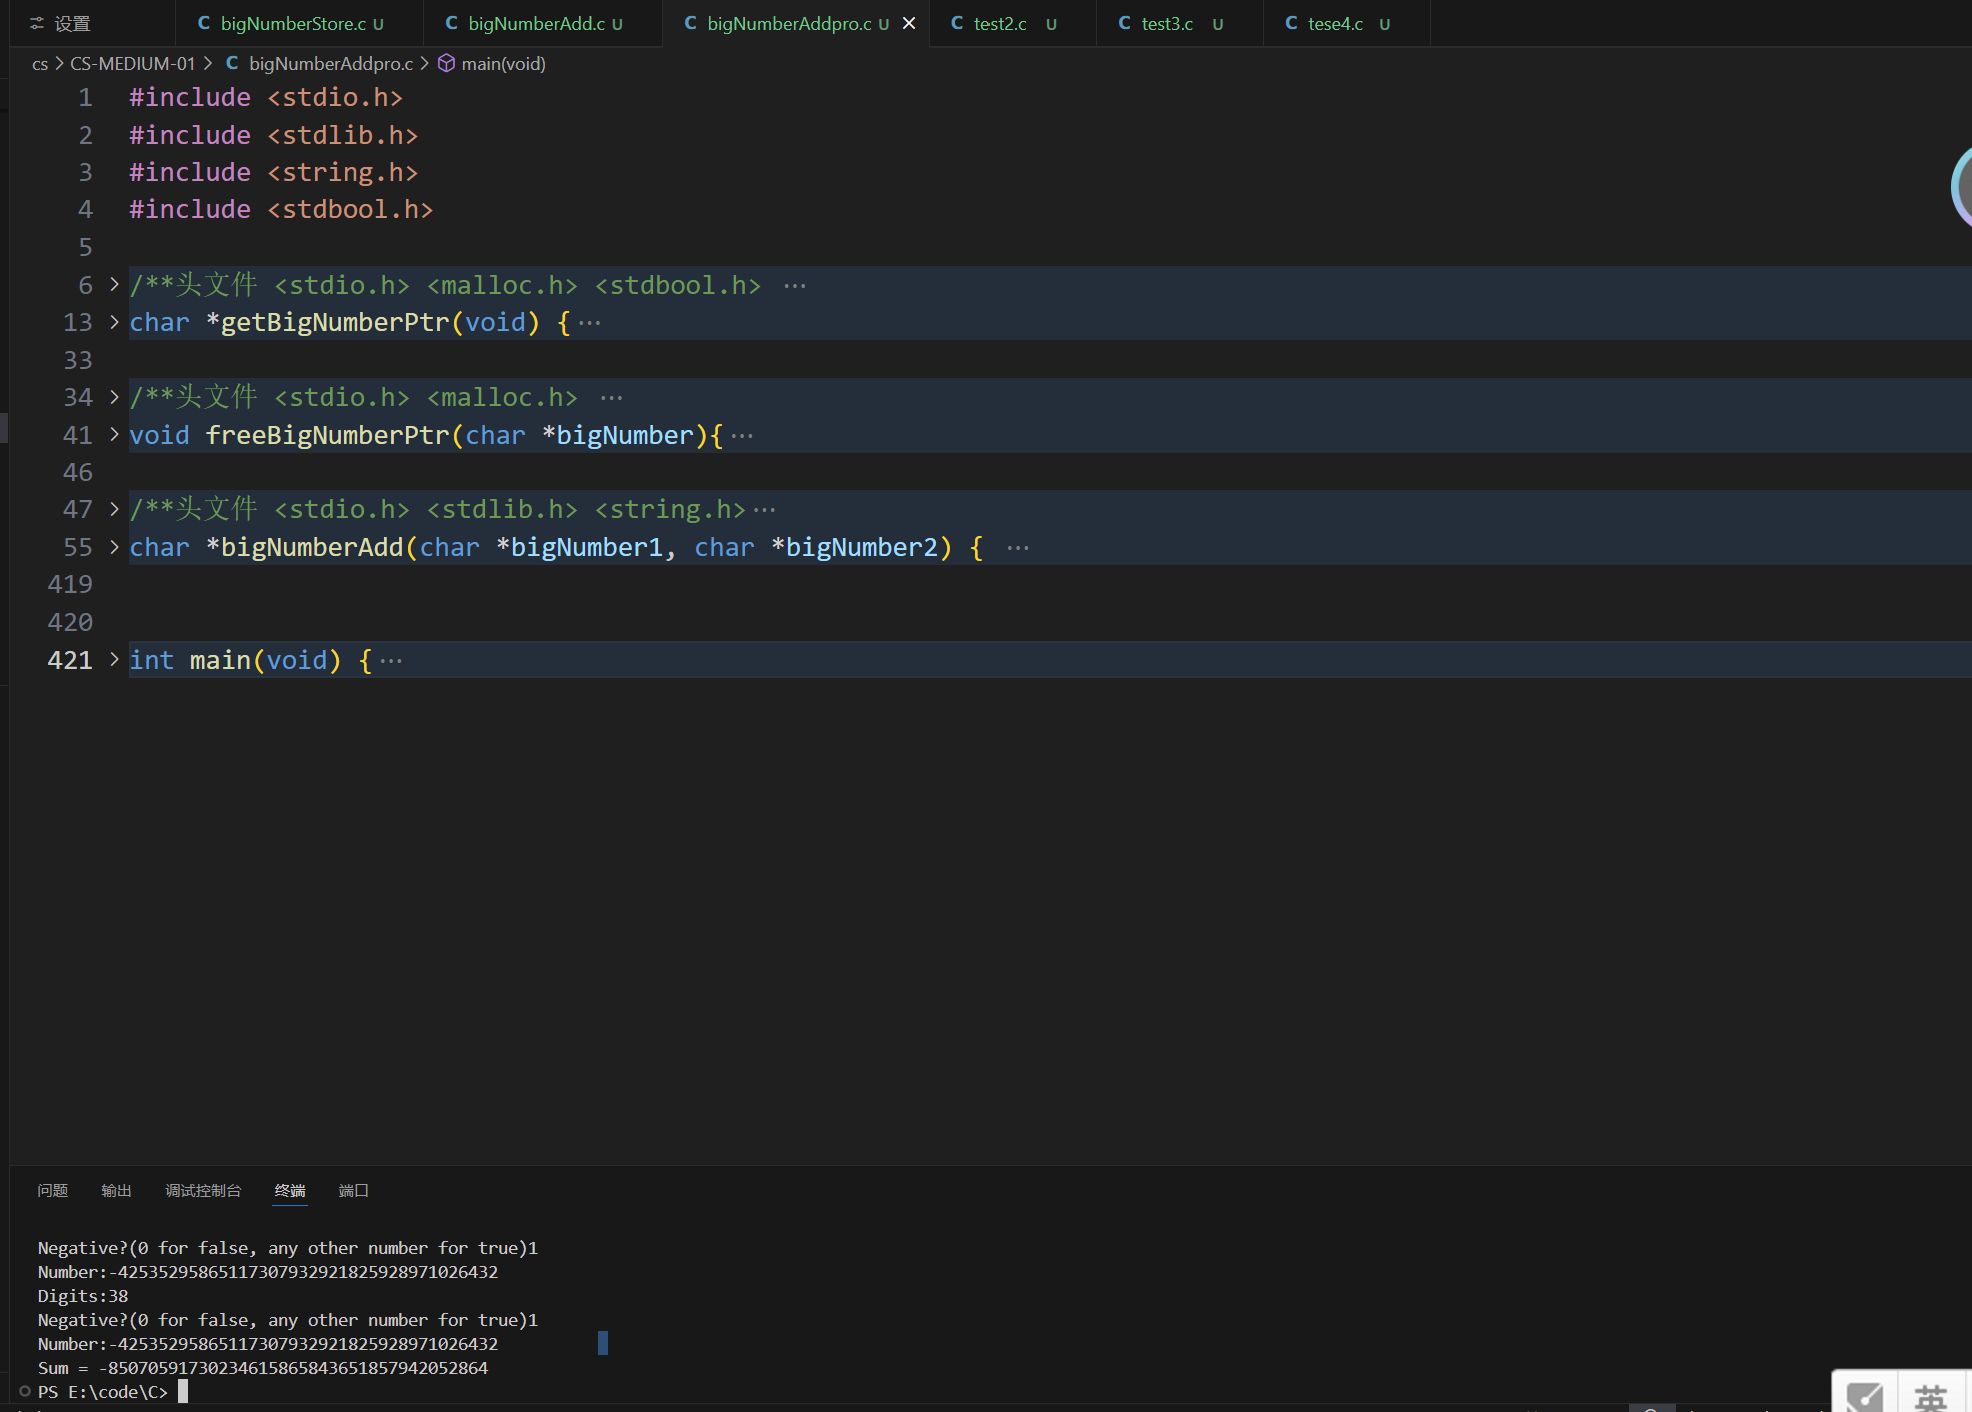 设置 bigNumberStore.c U bigNumberAdd.c U bigNumberAddpro.c U test2.c U test3.c U tese4.c U
cs > CS-MEDIUM-01 > C bigNumberAddpro.c > main(void)
1 #include <stdio.h>
2 #include <stdlib.h>
3 #include <string.h>
4 #include <stdbool.h>
5
6 > /**头文件 <stdio.h> <malloc.h> <stdbool.h> ···
13 > char *getBigNumberPtr(void) {···
33
34 > /**头文件 <stdio.h> <malloc.h> ···
41 > void freeBigNumberPtr(char *bigNumber){···
46
47 > /**头文件 <stdio.h> <stdlib.h> <string.h>···
55 > char *bigNumberAdd(char *bigNumber1, char *bigNumber2) { ···
419
420
421 > int main(void) {···
问题 输出 调试控制台 终端 端口
Negative?(0 for false, any other number for true)1
Number:-42535295865117307932921825928971026432
Digits:38
Negative?(0 for false, any other number for true)1
Number:-42535295865117307932921825928971026432
Sum = -85070591730234615865843651857942052864
PS E:\code\C>
英